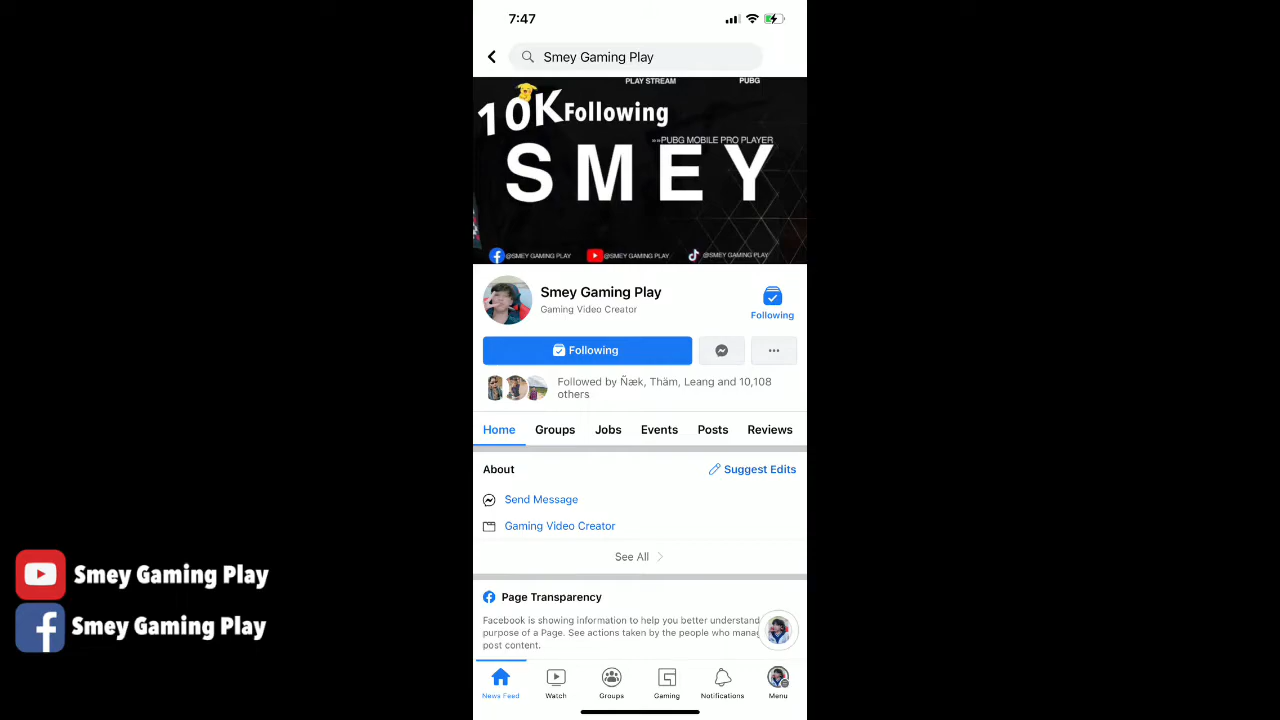 7:47
Smey Gaming Play
PLAY STREAM PUBG
10K Following
»»PUBG MOBILE PRO PLAYER
SMEY
@SMEY GAMING PLAY @SMEY GAMING PLAY @SMEY GAMING PLAY
Smey Gaming Play
Gaming Video Creator
Following
Following
Followed by Ñæk, Thäm, Leang and 10,108
others
Home Groups Jobs Events Posts Reviews
About Suggest Edits
Send Message
Gaming Video Creator
See All
Page Transparency
Facebook is showing information to help you better understand
purpose of a Page. See actions taken by the people who manag
post content.
News Feed Watch Groups Gaming Notifications Menu
Smey Gaming Play
Smey Gaming Play